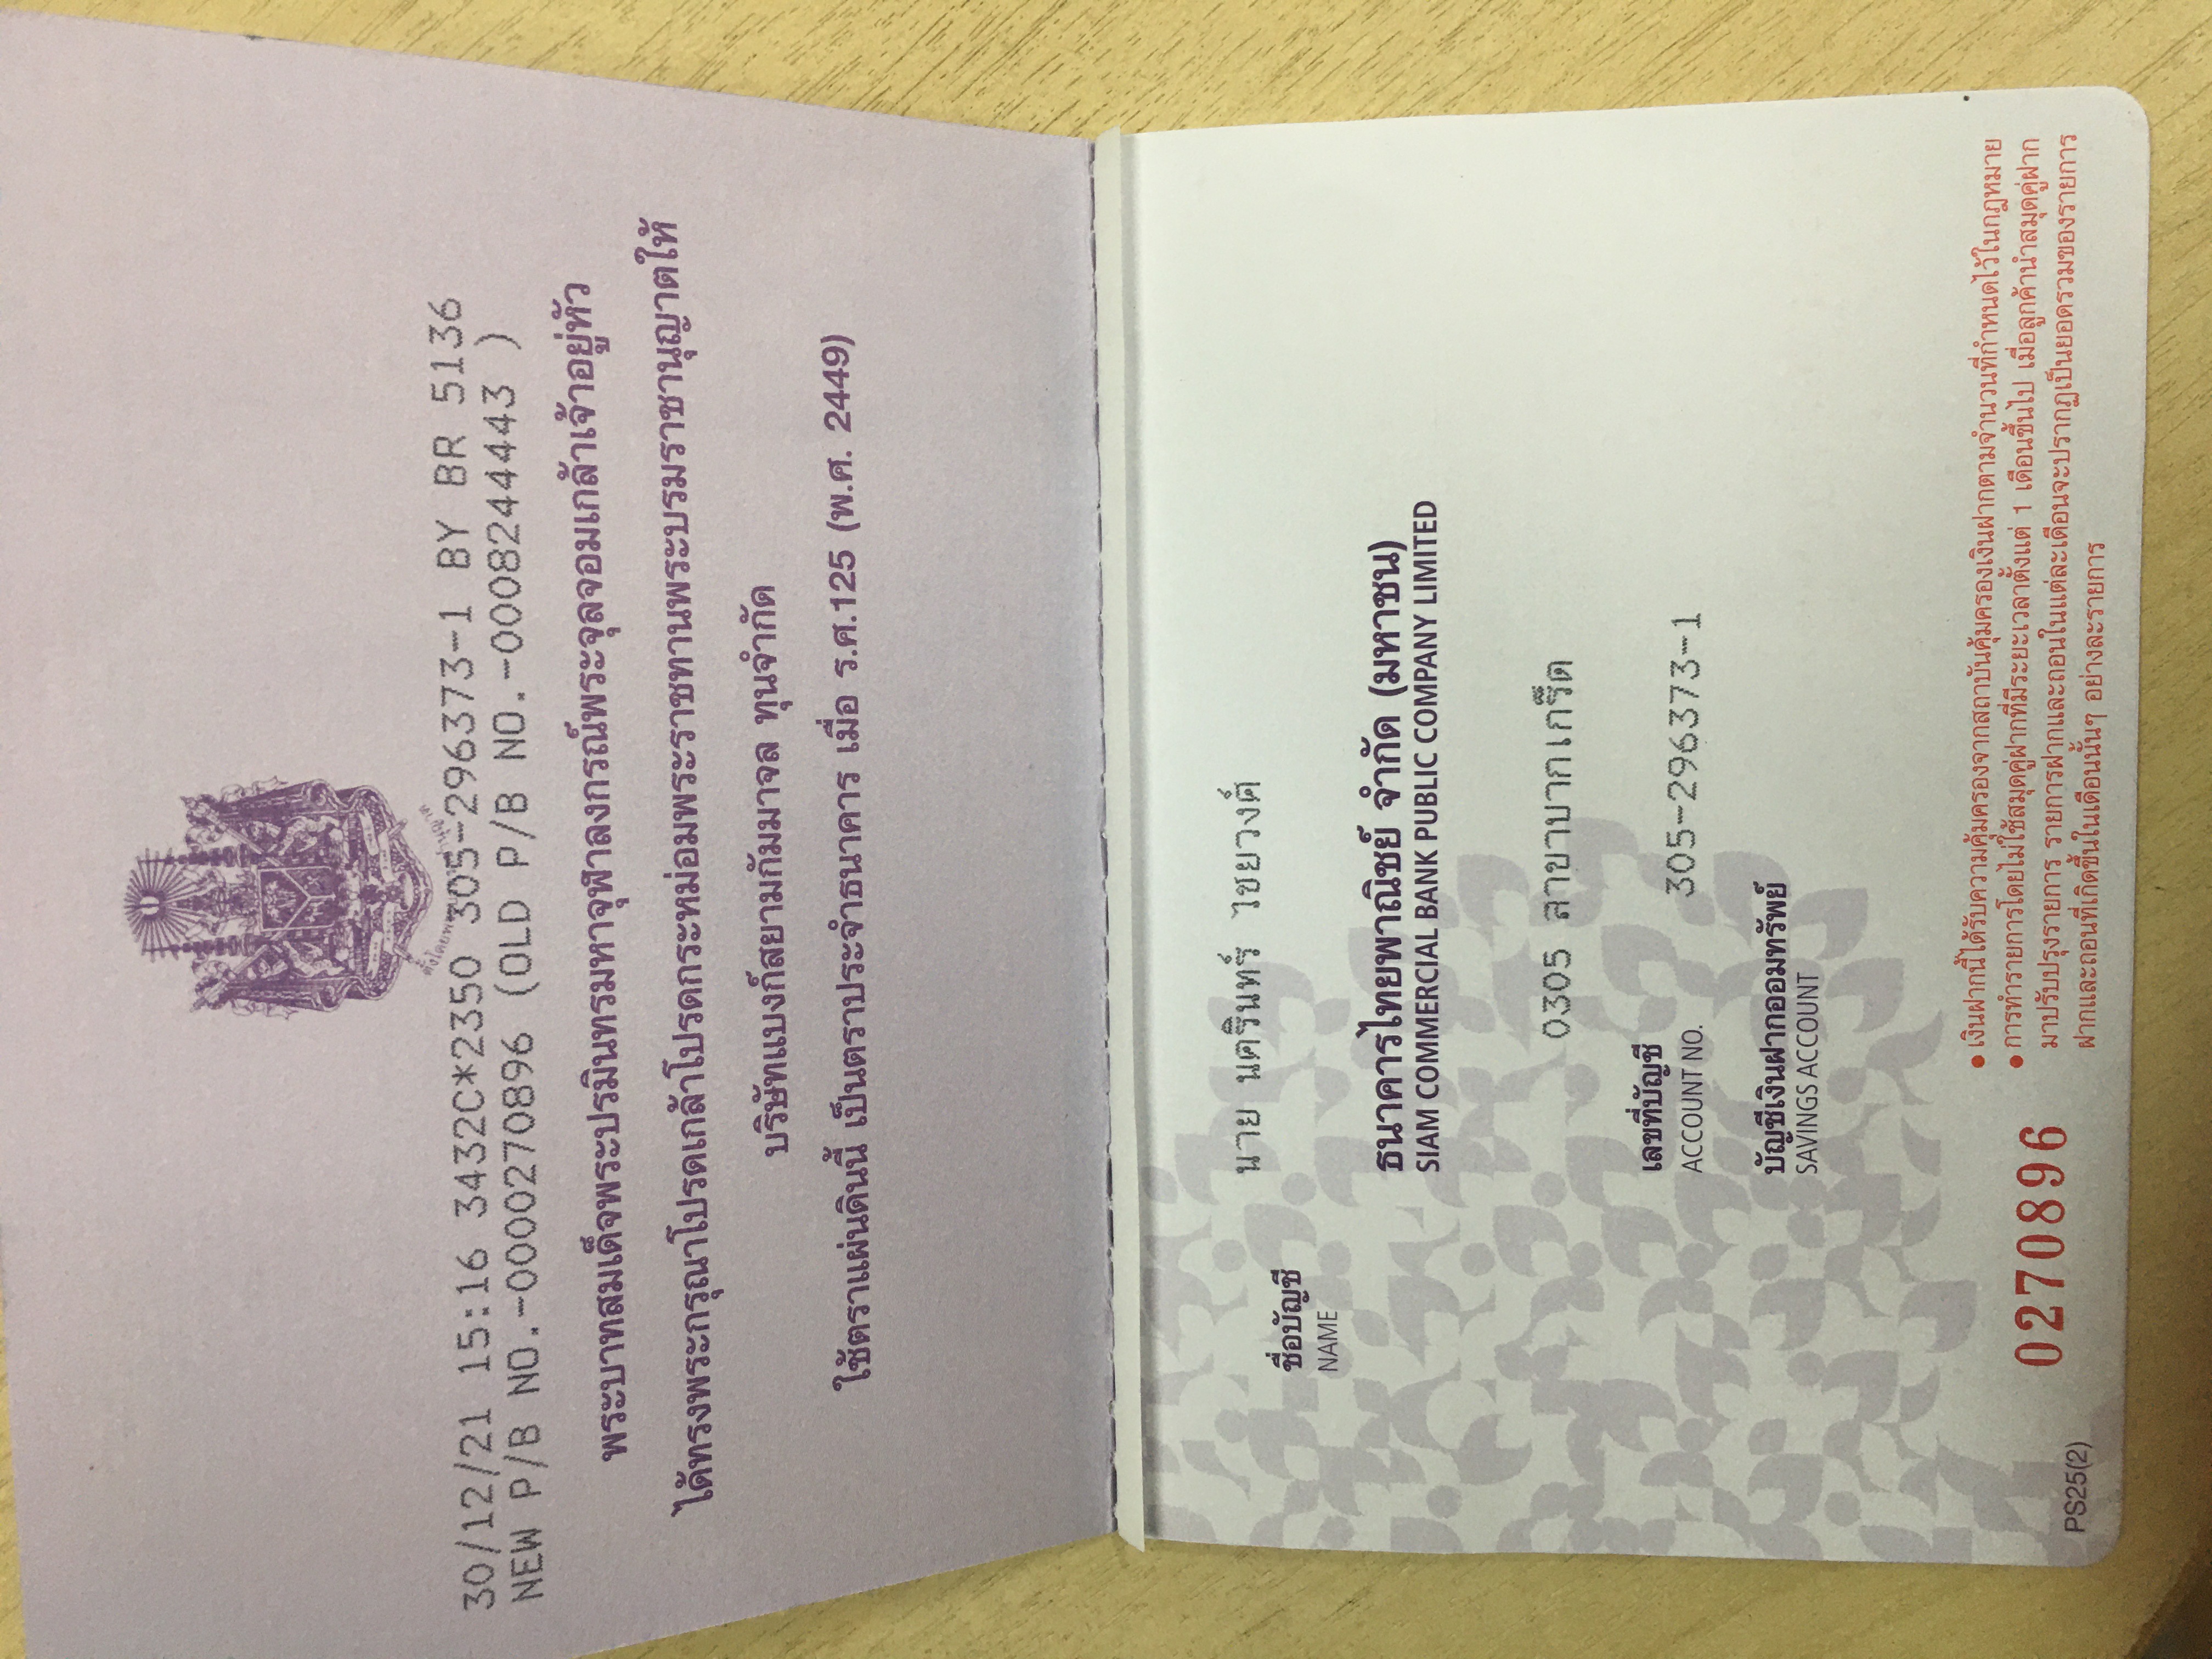 ตั้งโดยพ
30/12/21 15:16 3432C*2350 305-296373-1 BY BR 5136
NEW P/B NO.-0000270896 (OLD P/B NO.-0008244443 )
พระบาทสมเด็จพระปรมินทรมหาจุฬาลงกรณ์พระจุลจอมเกล้าเจ้าอยู่หัว
ได้ทรงพระกรุณาโปรดเกล้าโปรดกระหม่อมพระราชทานพระบรมราชานุญาตให้
บริษัทแบงก์สยามกัมมาจล ทุนจำกัด
ใช้ตราแผ่นดินนี้ เป็นตราประจำธนาคาร เมื่อ ร.ศ.125 (พ.ศ. 2449)
นาย นครินทร์ ไชยวงศ์
ชื่อบัญชี
NAME
ธนาคารไทยพาณิชย์ จำกัด (มหาชน)
SIAM COMMERCIAL BANK PUBLIC COMPANY LIMITED
0305 สาขาปากเกร็ด
เลขที่บัญชี
ACCOUNT NO. 305-296373-1
บัญชีเงินฝากออมทรัพย์
SAVINGS ACCOUNT
• เงินฝากนี้ได้รับความคุ้มครองจากสถาบันคุ้มครองเงินฝากตามจำนวนที่กำหนดไว้ในกฎหมาย
• การทำรายการโดยไม่ใช้สมุดคู่ฝากที่มีระยะเวลาตั้งแต่ 1 เดือนขึ้นไป เมื่อลูกค้านำสมุดคู่ฝาก
มาปรับปรุงรายการ รายการฝากและถอนในแต่ละเดือนจะปรากฏเป็นยอดรวมของรายการ
ฝากและถอนที่เกิดขึ้นในเดือนนั้นๆ อย่างละรายการ
0270896
PS25(2)